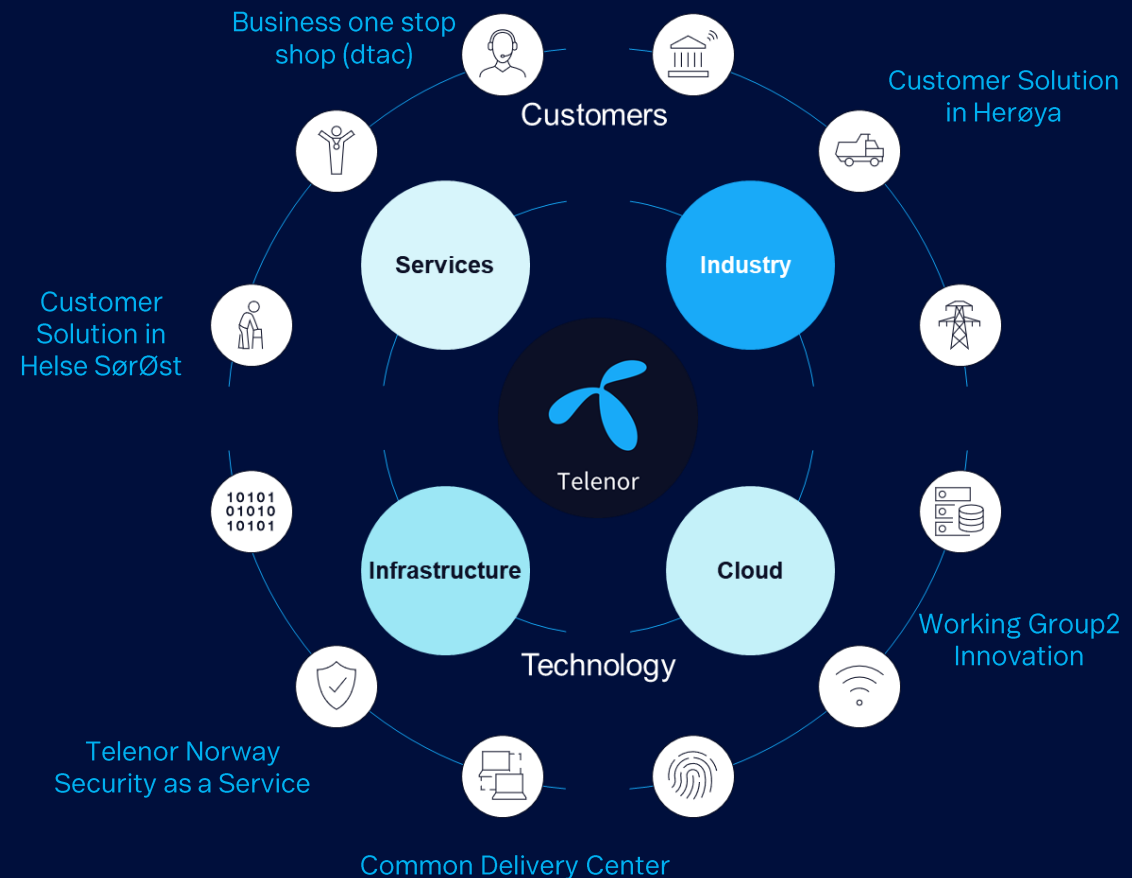 Business one stop
shop (dtac)
Customers
Customer Solution
in Herøya
Services
Industry
Customer
Solution in
Helse SørØst
Telenor
10101
01010
10101
Infrastructure
Cloud
Working Group2
Innovation
Technology
Telenor Norway
Security as a Service
Common Delivery Center